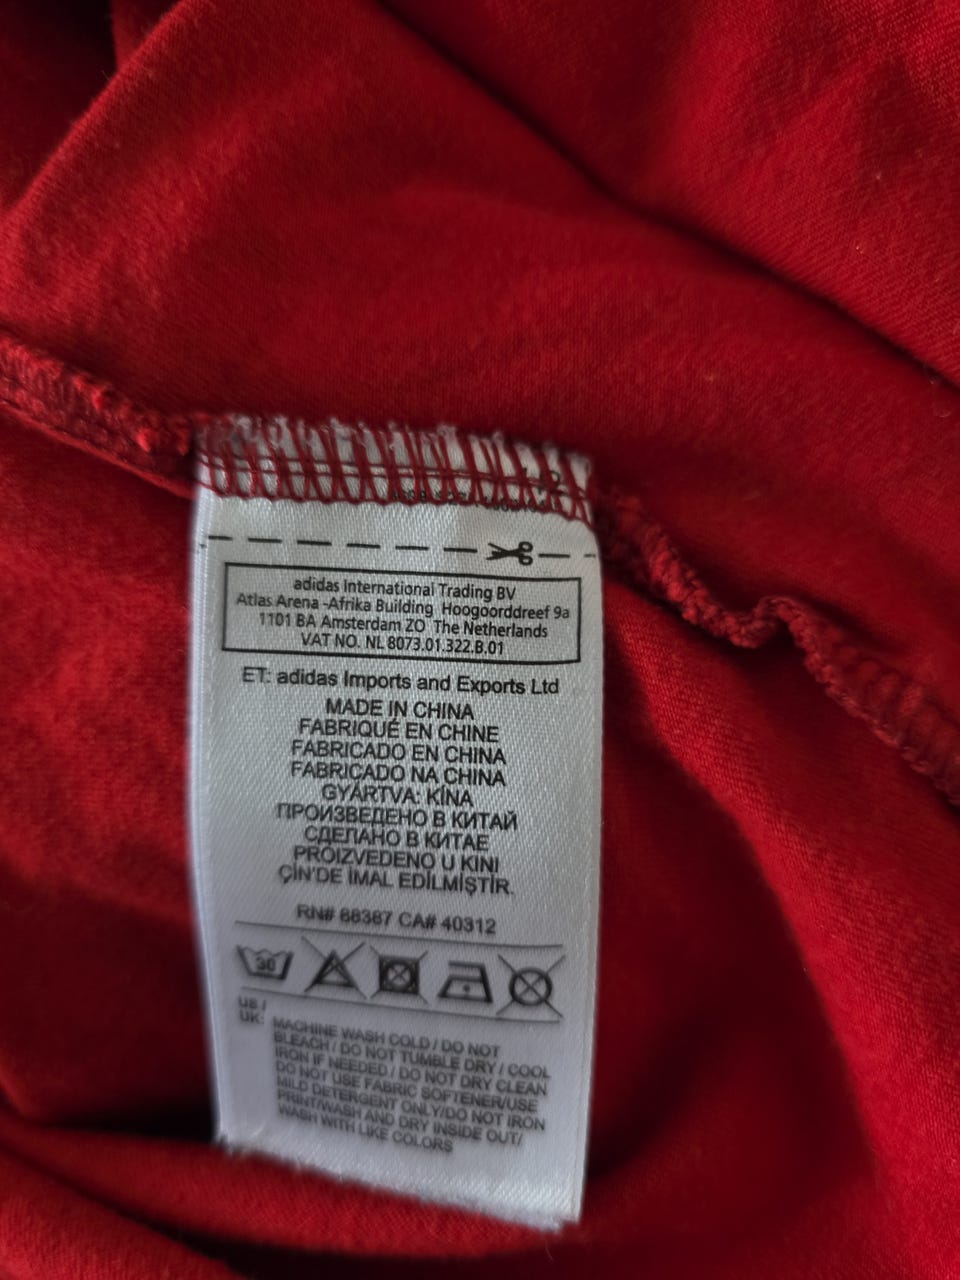 adidas International Trading BV
Atlas Arena -Afrika Building Hoogoorddreef 9a
1101 BA Amsterdam ZO The Netherlands
VAT NO. NL 8073.01.322.B.01
ET: adidas Imports and Exports Ltd
MADE IN CHINA
FABRIQUÉ EN CHINE
FABRICADO EN CHINA
FABRICADO NA CHINA
GYÁRTVA: KÍNA
ПРОИЗВЕДЕНО В КИТАЙ
СДЕЛАНО В КИТАЕ
PROIZVEDENO U KINI
ÇİN'DE İMAL EDİLMİŞTİR.
RN# 88387 CA# 40312
30
US /
UK:
MACHINE WASH COLD / DO NOT
BLEACH / DO NOT TUMBLE DRY / COOL
IRON IF NEEDED / DO NOT DRY CLEAN
DO NOT USE FABRIC SOFTENER/USE
MILD DETERGENT ONLY/DO NOT IRON
PRINT/WASH AND DRY INSIDE OUT/
WASH WITH LIKE COLORS